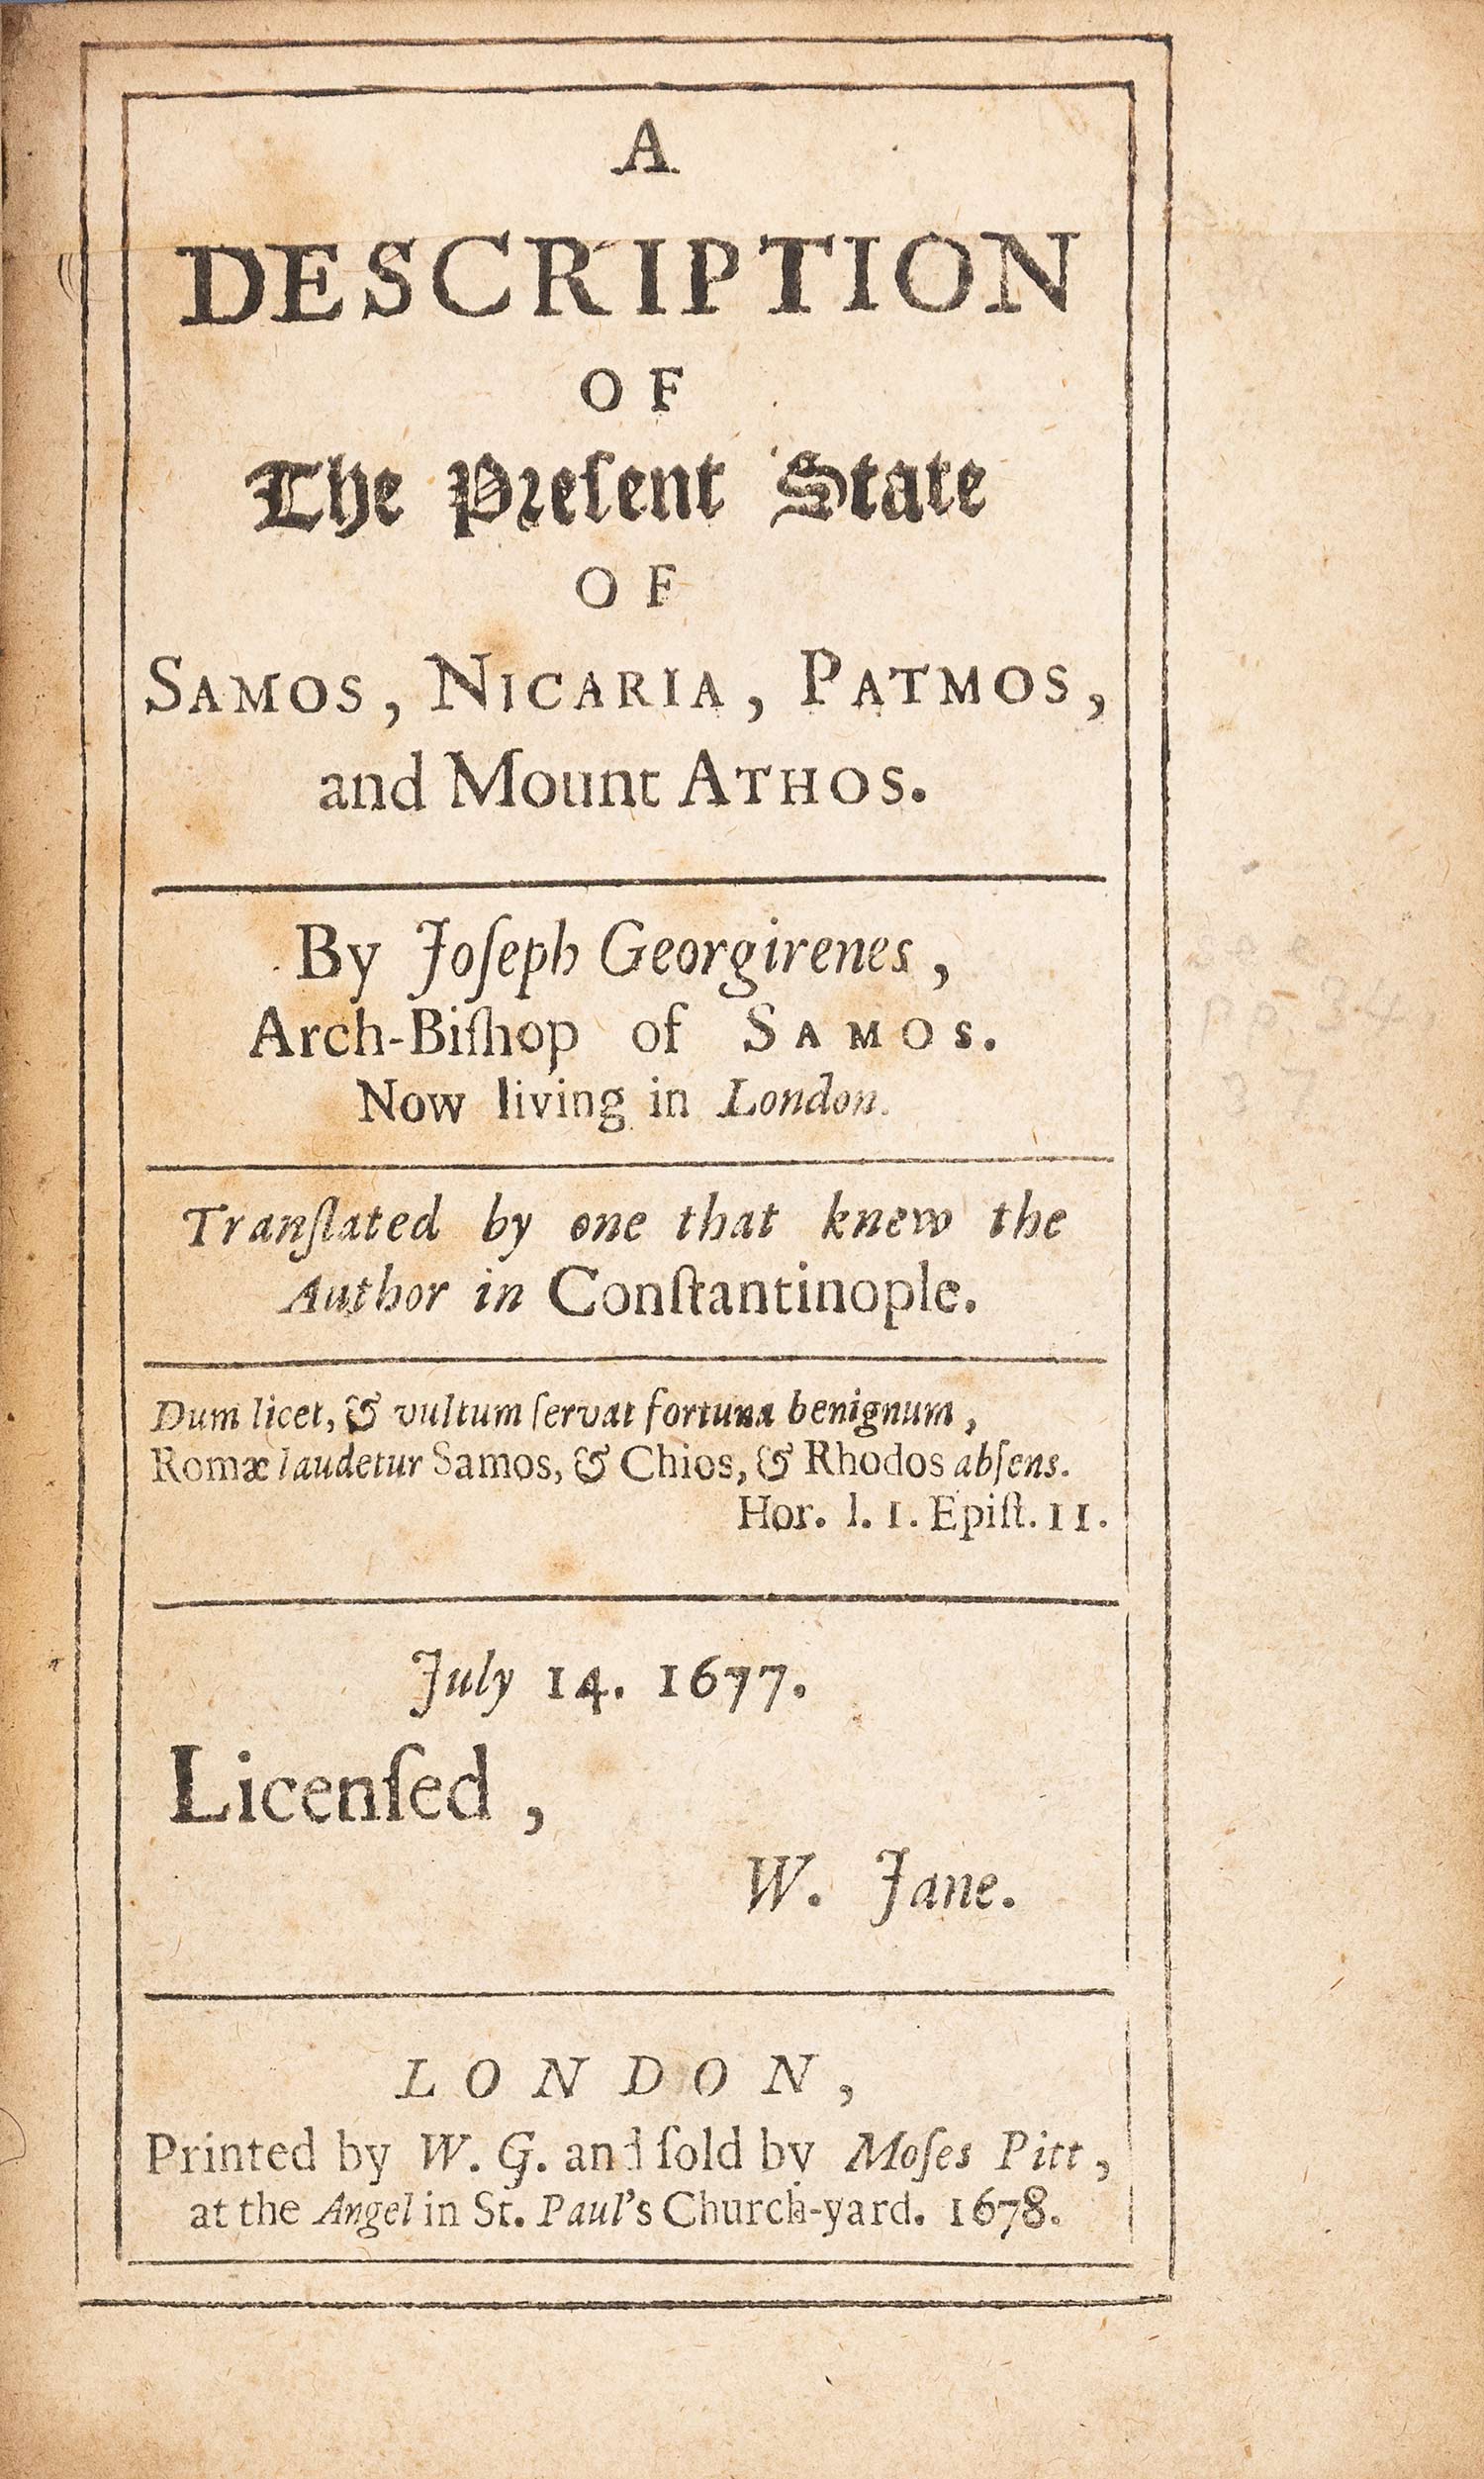 A
DESCRIPTION
OF
The Preſent State
OF
SAMOS, NICARIA, PATMOS,
and Mount ATHOS.
By Joſeph Georgirenes,
Arch-Biſhop of SAMOS.
Now living in London.
Tranſlated by one that knew the
Author in Conſtantinople.
Dum licet, & vultum ſervat fortuna benignum,
Romæ laudetur Samos, & Chios, & Rhodos abſens.
Hor. l. 1. Epiſt. 11.
July 14. 1677.
Licenſed,
W. Jane.
LONDON,
Printed by W. G. and ſold by Moſes Pitt,
at the Angel in St. Paul's Church-yard. 1678.